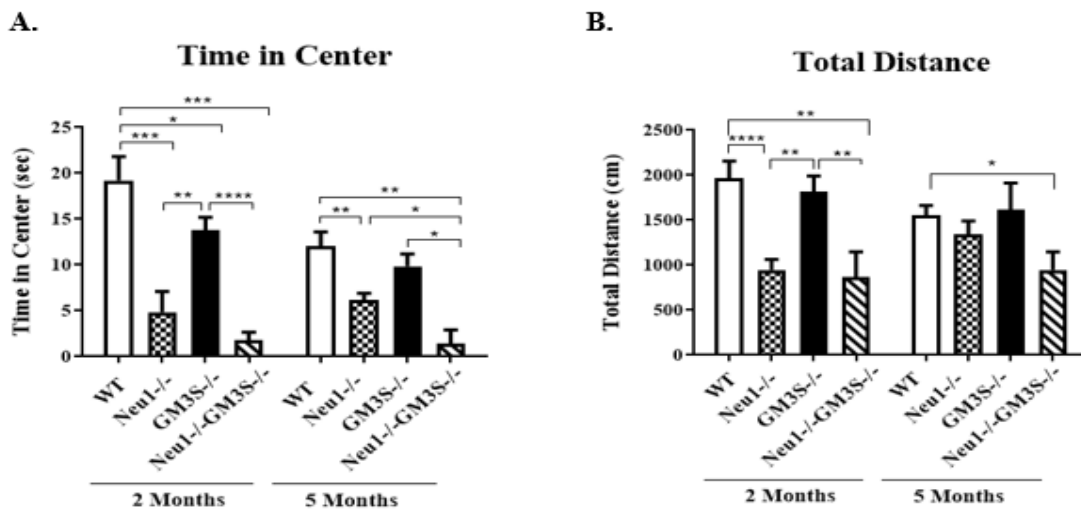 A.
Time in Center
***
*
***
**
****
**
**
*
*
Time in Center (sec)
25
20
15
10
5
0
WT
Neu1-/-
GM3S-/-
Neu1-/-GM3S-/-
WT
Neu1-/-
GM3S-/-
Neu1-/-GM3S-/-
2 Months
5 Months
B.
Total Distance
**
****
**
**
*
Total Distance (cm)
2500
2000
1500
1000
500
0
WT
Neu1-/-
GM3S-/-
Neu1-/-GM3S-/-
WT
Neu1-/-
GM3S-/-
Neu1-/-GM3S-/-
2 Months
5 Months